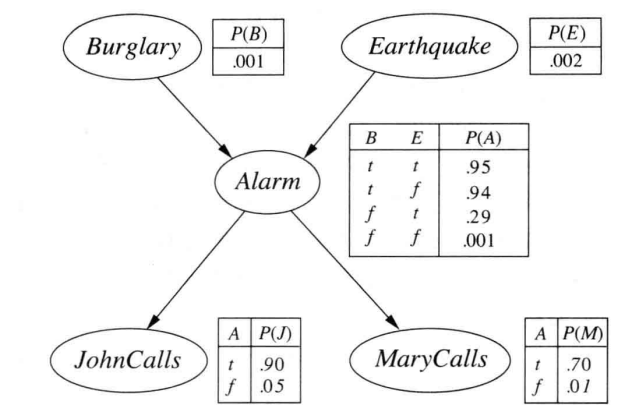 Burglary
P(B)
.001
Earthquake
P(E)
.002
Alarm
B E P(A)
t t .95
t f .94
f t .29
f f .001
JohnCalls
A P(J)
t .90
f .05
MaryCalls
A P(M)
t .70
f .01